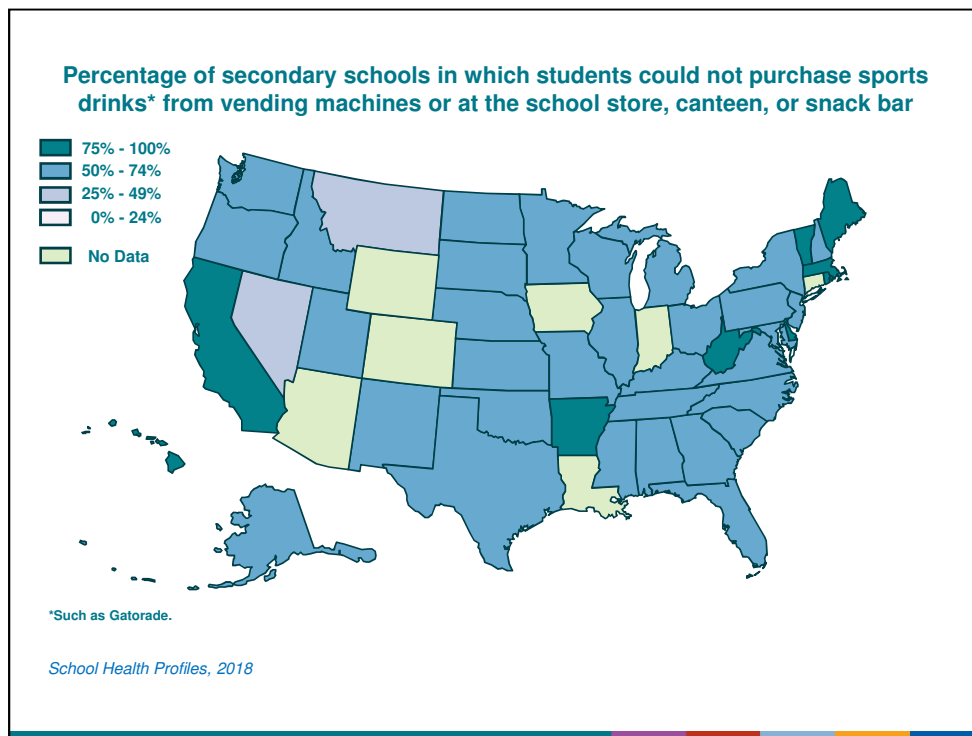 Percentage of secondary schools in which students could not purchase sports
drinks* from vending machines or at the school store, canteen, or snack bar
75% - 100%
50% - 74%
25% - 49%
0% - 24%
No Data
*Such as Gatorade.
School Health Profiles, 2018